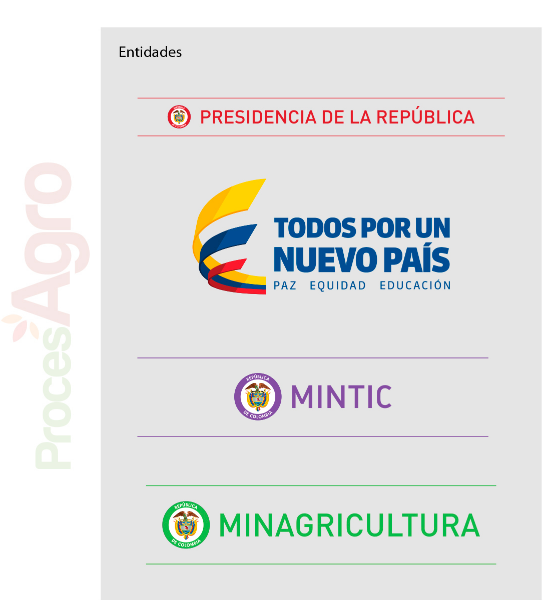 Entidades
PRESIDENCIA DE LA REPÚBLICA
TODOS POR UN
NUEVO PAÍS
PAZ EQUIDAD EDUCACIÓN
REPÚBLICA
DE COLOMBIA
MINTIC
REPÚBLICA
DE COLOMBIA
MINAGRICULTURA
ProcesAgro